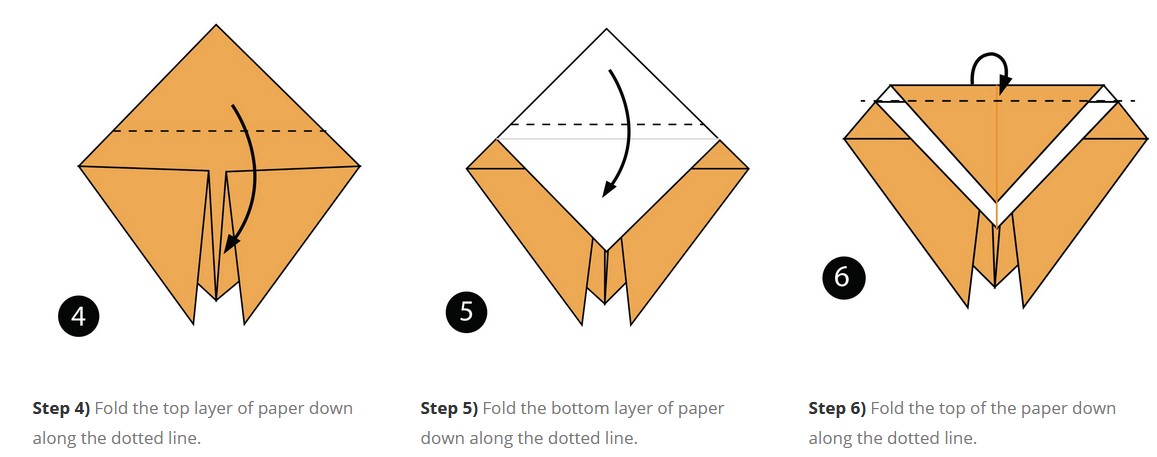 4
5
6
Step 4) Fold the top layer of paper down
along the dotted line.
Step 5) Fold the bottom layer of paper
down along the dotted line.
Step 6) Fold the top of the paper down
along the dotted line.